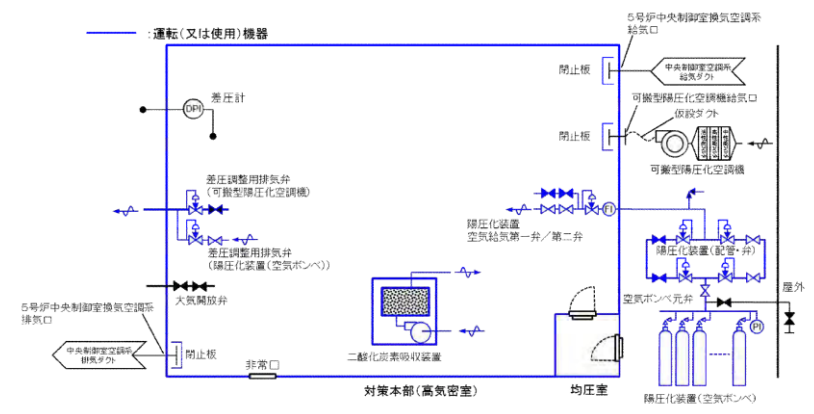 ：運転(又は使用)機器
5号炉中央制御室換気空調系
給気口
閉止板
中央制御室空調系
給気ダクト
差圧計
DPI
可搬型陽圧化空調機給気口
仮設ダクト
閉止板
可搬型陽圧化空調機
差圧調整用排気弁
(可搬型陽圧化空調機)
陽圧化装置
空気給気第一弁／第二弁
FI
陽圧化装置(配管・弁)
差圧調整用排気弁
(陽圧化装置(空気ボンベ))
大気開放弁
空気ボンベ元弁
屋外
5号炉中央制御室換気空調系
排気口
PI
中央制御室空調系
排気ダクト
閉止板
非常口
二酸化炭素吸収装置
対策本部(高気密室)
均圧室
陽圧化装置(空気ボンベ)